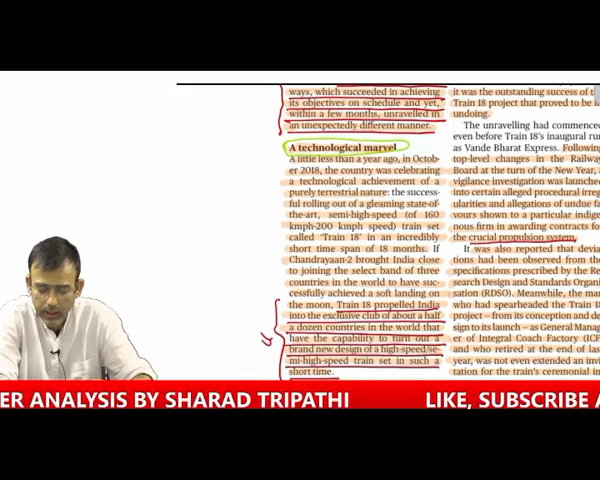 ways, which succeeded in achieving
its objectives on schedule and yet,
within a few months, unravelled in
an unexpectedly different manner.
A technological marvel
A little less than a year ago, in Octob-
er 2018, the country was celebrating
a technological achievement of a
purely terrestrial nature: the success-
ful rolling out of a gleaming state-of-
the-art, semi-high-speed (of 160
kmph-200 kmph speed) train set
called ‘Train 18’ in an incredibly
short time span of 18 months. If
Chandrayaan-2 brought India close
to joining the select band of three
countries in the world to have suc-
cessfully achieved a soft landing on
the moon, Train 18 propelled India
into the exclusive club of about a half
a dozen countries in the world that
have the capability to turn out a
brand new design of a high-speed/se-
mi-high-speed train set in such a
short time.
it was the outstanding success of t
Train 18 project that proved to be
undoing.
The unravelling had commenc
even before Train 18’s inaugural run
as Vande Bharat Express. Following
top-level changes in the Railway
Board at the turn of the New Year, a
vigilance investigation was launche
into certain alleged procedural irreg
ularities and allegations of undue fa
vours shown to a particular indige
nous firm in awarding contracts fo
the crucial propulsion system.
It was also reported that devia
tions had been observed from the
specifications prescribed by the Re
search Design and Standards Organi
sation (RDSO). Meanwhile, the man
who had spearheaded the Train 18
project – from its conception and de
sign to its launch – as General Manag
er of Integral Coach Factory (ICF
and who retired at the end of last
year, was not even extended an invi
tation for the train’s ceremonial in
ER ANALYSIS BY SHARAD TRIPATHI LIKE, SUBSCRIBE A